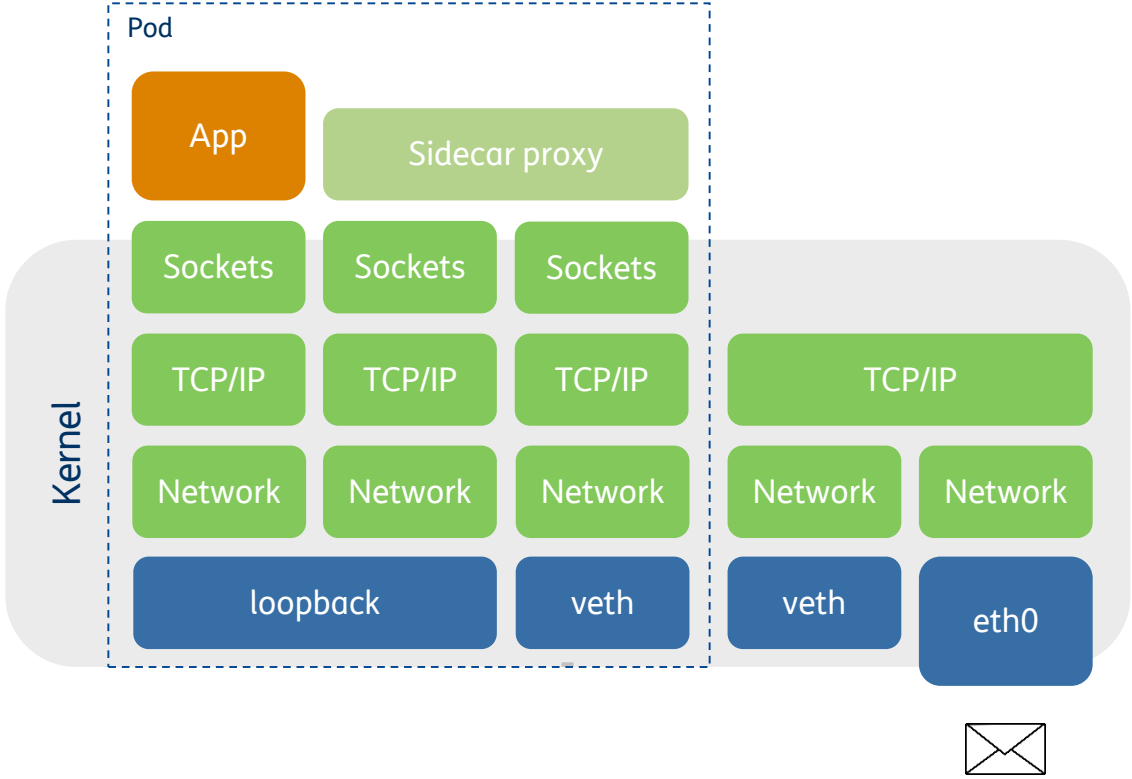 Pod
App
Sidecar proxy
Sockets
Sockets
Sockets
TCP/IP
TCP/IP
TCP/IP
TCP/IP
Kernel
Network
Network
Network
Network
Network
loopback
veth
veth
eth0